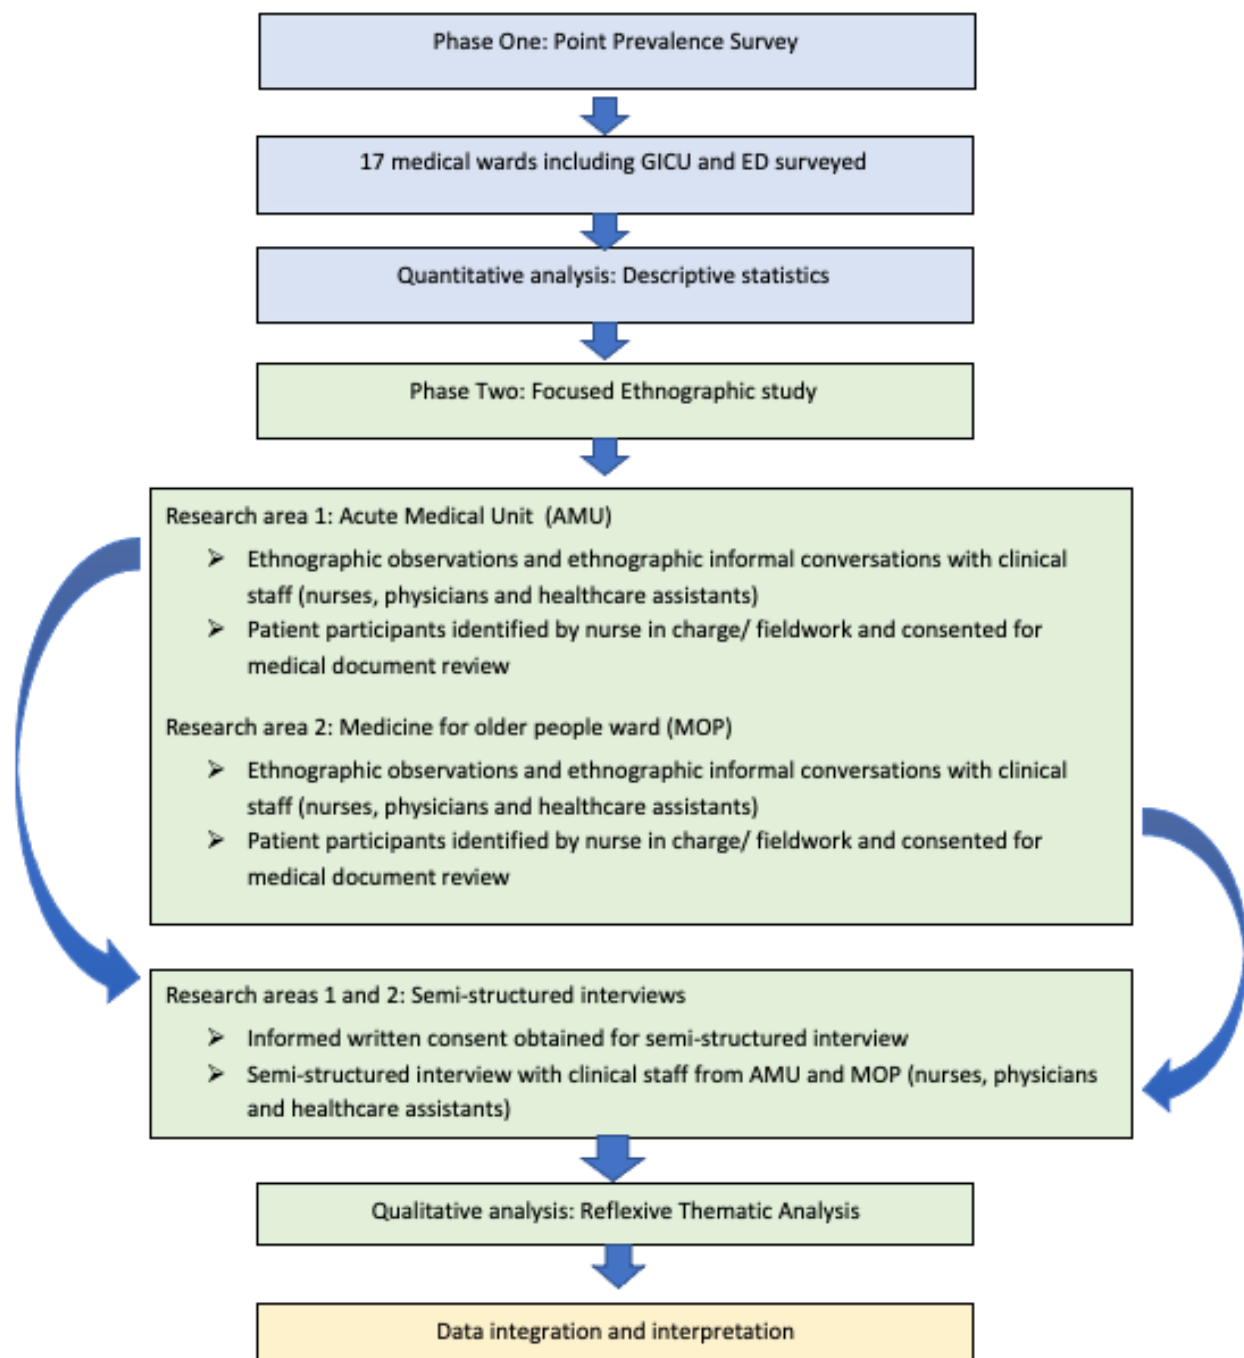 Phase One: Point Prevalence Survey
17 medical wards including GICU and ED surveyed
Quantitative analysis: Descriptive statistics
Phase Two: Focused Ethnographic study
Research area 1: Acute Medical Unit (AMU)
➢ Ethnographic observations and ethnographic informal conversations with clinical
staff (nurses, physicians and healthcare assistants)
➢ Patient participants identified by nurse in charge/ fieldwork and consented for
medical document review
Research area 2: Medicine for older people ward (MOP)
➢ Ethnographic observations and ethnographic informal conversations with clinical
staff (nurses, physicians and healthcare assistants)
➢ Patient participants identified by nurse in charge/ fieldwork and consented for
medical document review
Research areas 1 and 2: Semi-structured interviews
➢ Informed written consent obtained for semi-structured interview
➢ Semi-structured interview with clinical staff from AMU and MOP (nurses, physicians
and healthcare assistants)
Qualitative analysis: Reflexive Thematic Analysis
Data integration and interpretation